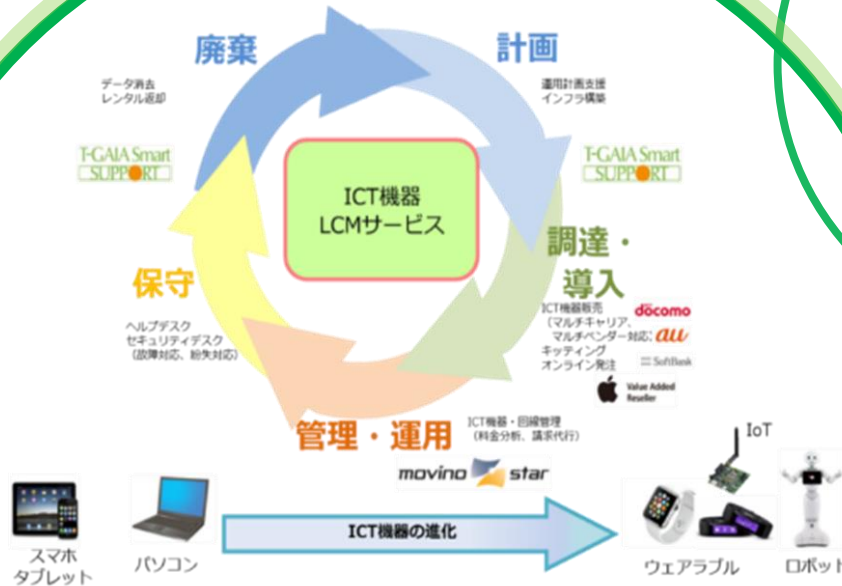 廃棄
データ消去
レンタル返却
T-GAIA Smart
SUPPORT
計画
運用計画支援
インフラ構築
T-GAIA Smart
SUPPORT
ICT機器
LCMサービス
調達・
導入
ICT機器販売
（マルチキャリア、
マルチベンダー対応）
キッティング
オンライン発注
döcomo
au
SoftBank
Value Added
Reseller
保守
ヘルプデスク
セキュリティデスク
（故障対応、紛失対応）
管理・運用
ICT機器・回線管理
（料金分析、請求代行）
movino star
IoT
ICT機器の進化
スマホ
タブレット
パソコン
ウェアラブル
ロボット